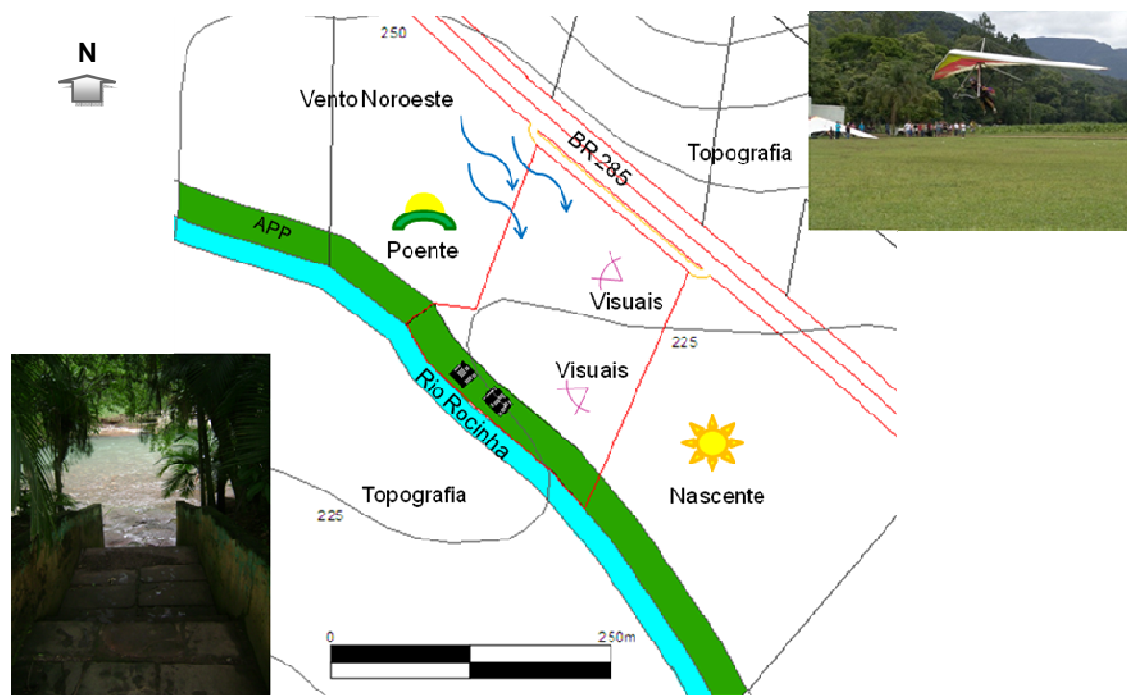 N
250
Vento Noroeste
BR 285
Topografia
APP
Poente
Visuais
225
Visuais
Rio Rocinha
Nascente
Topografia
225
0
250m